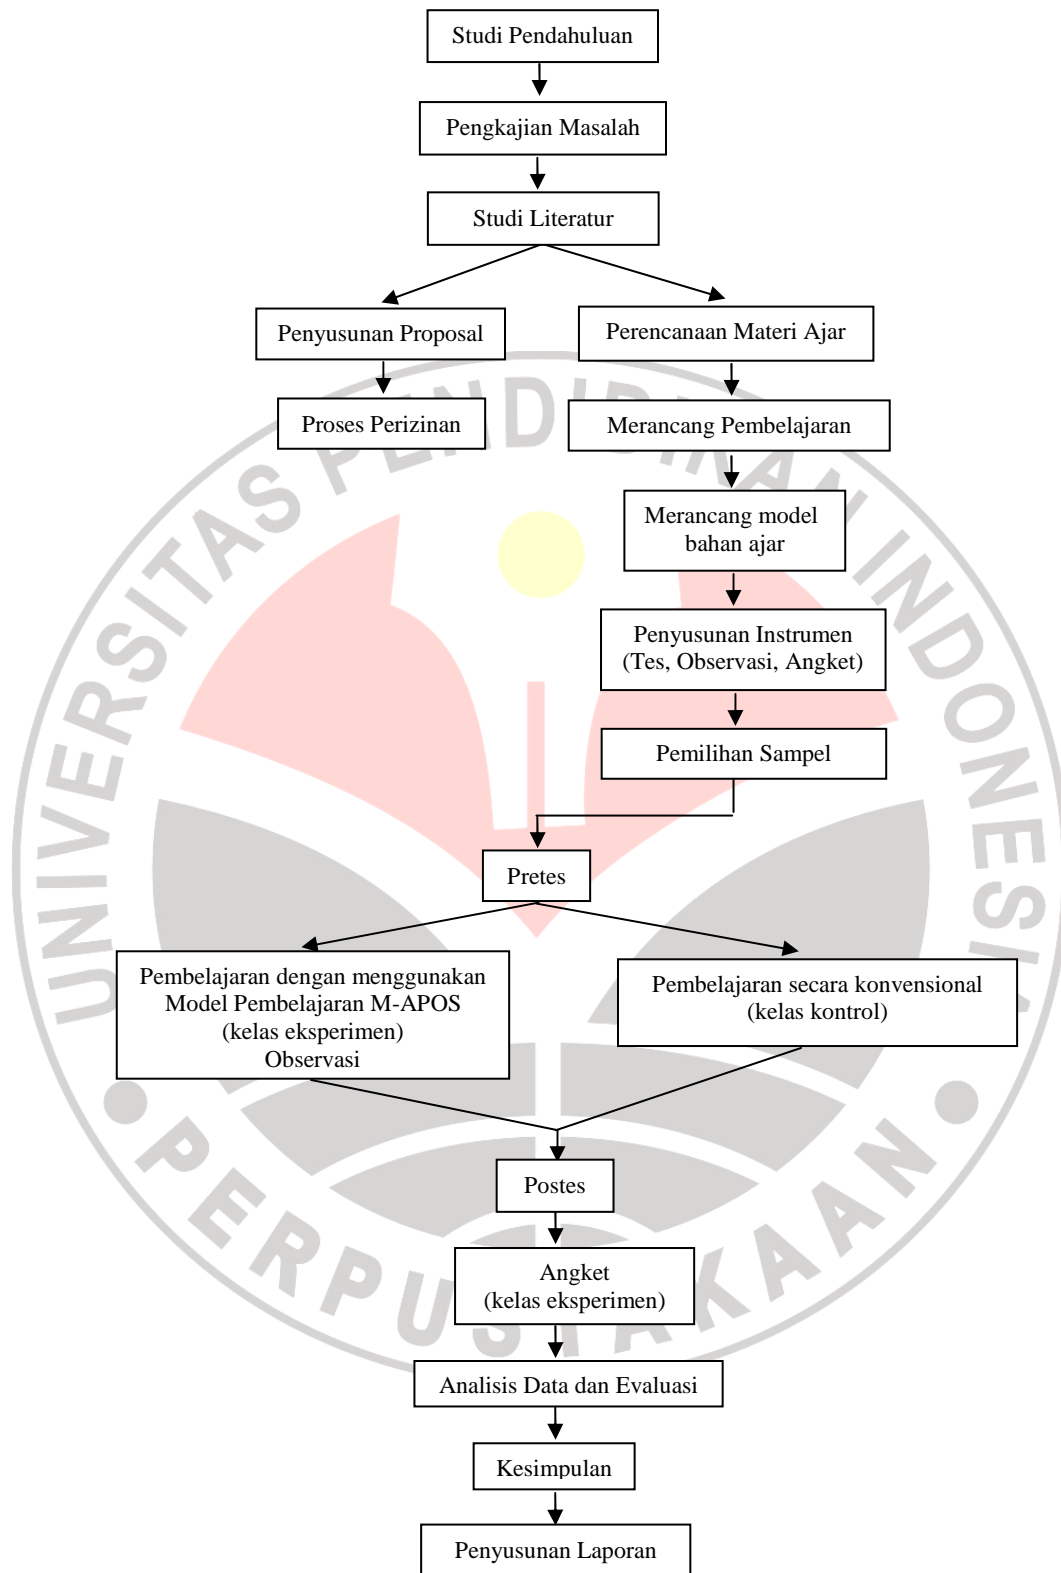 Studi Pendahuluan
Pengkajian Masalah
Studi Literatur
Penyusunan Proposal
Perencanaan Materi Ajar
Proses Perizinan
Merancang Pembelajaran
Merancang model
bahan ajar
Penyusunan Instrumen
(Tes, Observasi, Angket)
Pemilihan Sampel
Pretes
Pembelajaran dengan menggunakan
Model Pembelajaran M-APOS
(kelas eksperimen)
Observasi
Pembelajaran secara konvensional
(kelas kontrol)
Postes
Angket
(kelas eksperimen)
Analisis Data dan Evaluasi
Kesimpulan
Penyusunan Laporan
UNIVERSITAS PENDIDIKAN INDONESIA
PERPUSTAKAAN